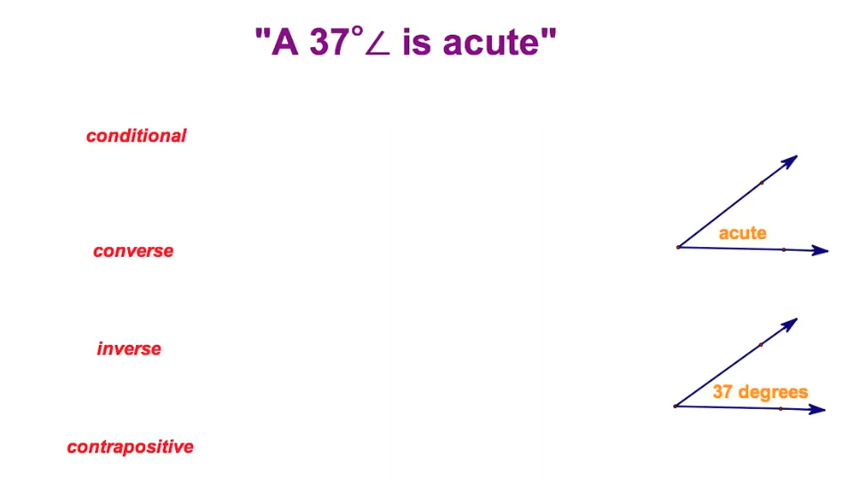 "A 37°∠ is acute"
conditional
acute
converse
inverse
37 degrees
contrapositive